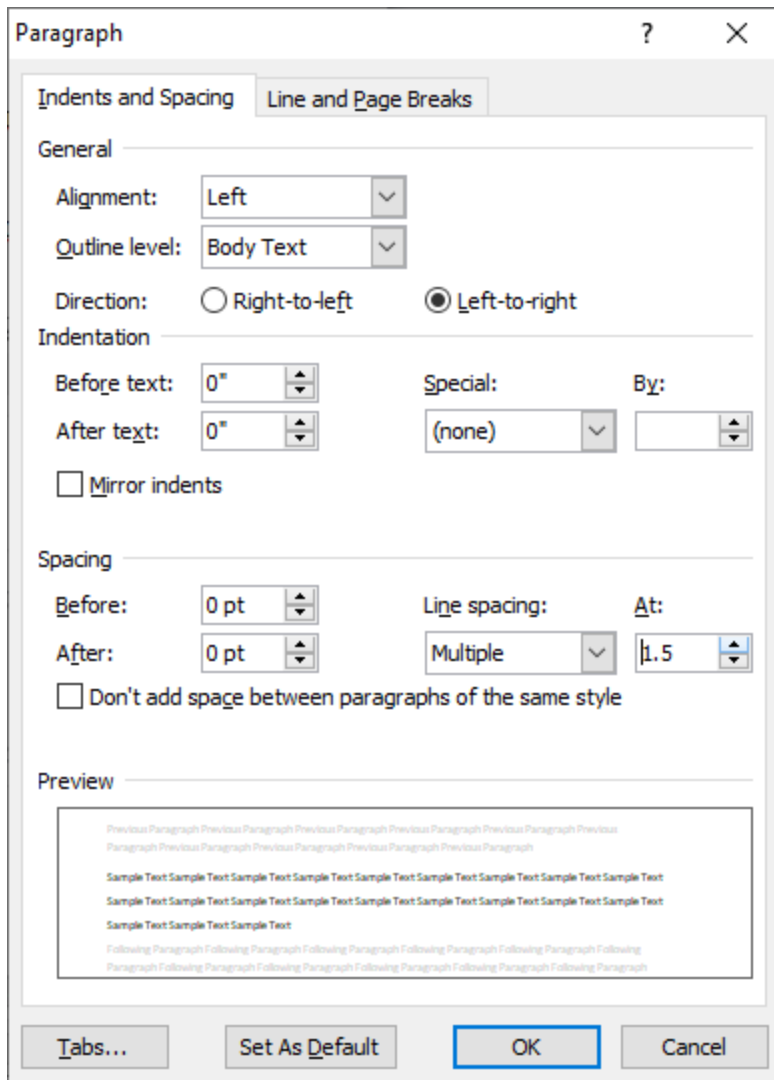 Paragraph ?
Indents and Spacing Line and Page Breaks
General
Alignment: Left
Outline level: Body Text
Direction: Right-to-left Left-to-right
Indentation
Before text: 0" Special: By:
After text: 0" (none)
Mirror indents
Spacing
Before: 0 pt Line spacing: At:
After: 0 pt Multiple 1.5
Don't add space between paragraphs of the same style
Preview
Previous Paragraph Previous Paragraph Previous Paragraph Previous Paragraph Previous Paragraph Previous
Paragraph Previous Paragraph Previous Paragraph Previous Paragraph Previous Paragraph
Sample Text Sample Text Sample Text Sample Text Sample Text Sample Text Sample Text Sample Text Sample Text
Sample Text Sample Text Sample Text Sample Text Sample Text Sample Text Sample Text Sample Text Sample Text
Sample Text Sample Text Sample Text
Following Paragraph Following Paragraph Following Paragraph Following Paragraph Following Paragraph Following
Paragraph Following Paragraph Following Paragraph Following Paragraph Following Paragraph Following Paragraph
Tabs... Set As Default OK Cancel